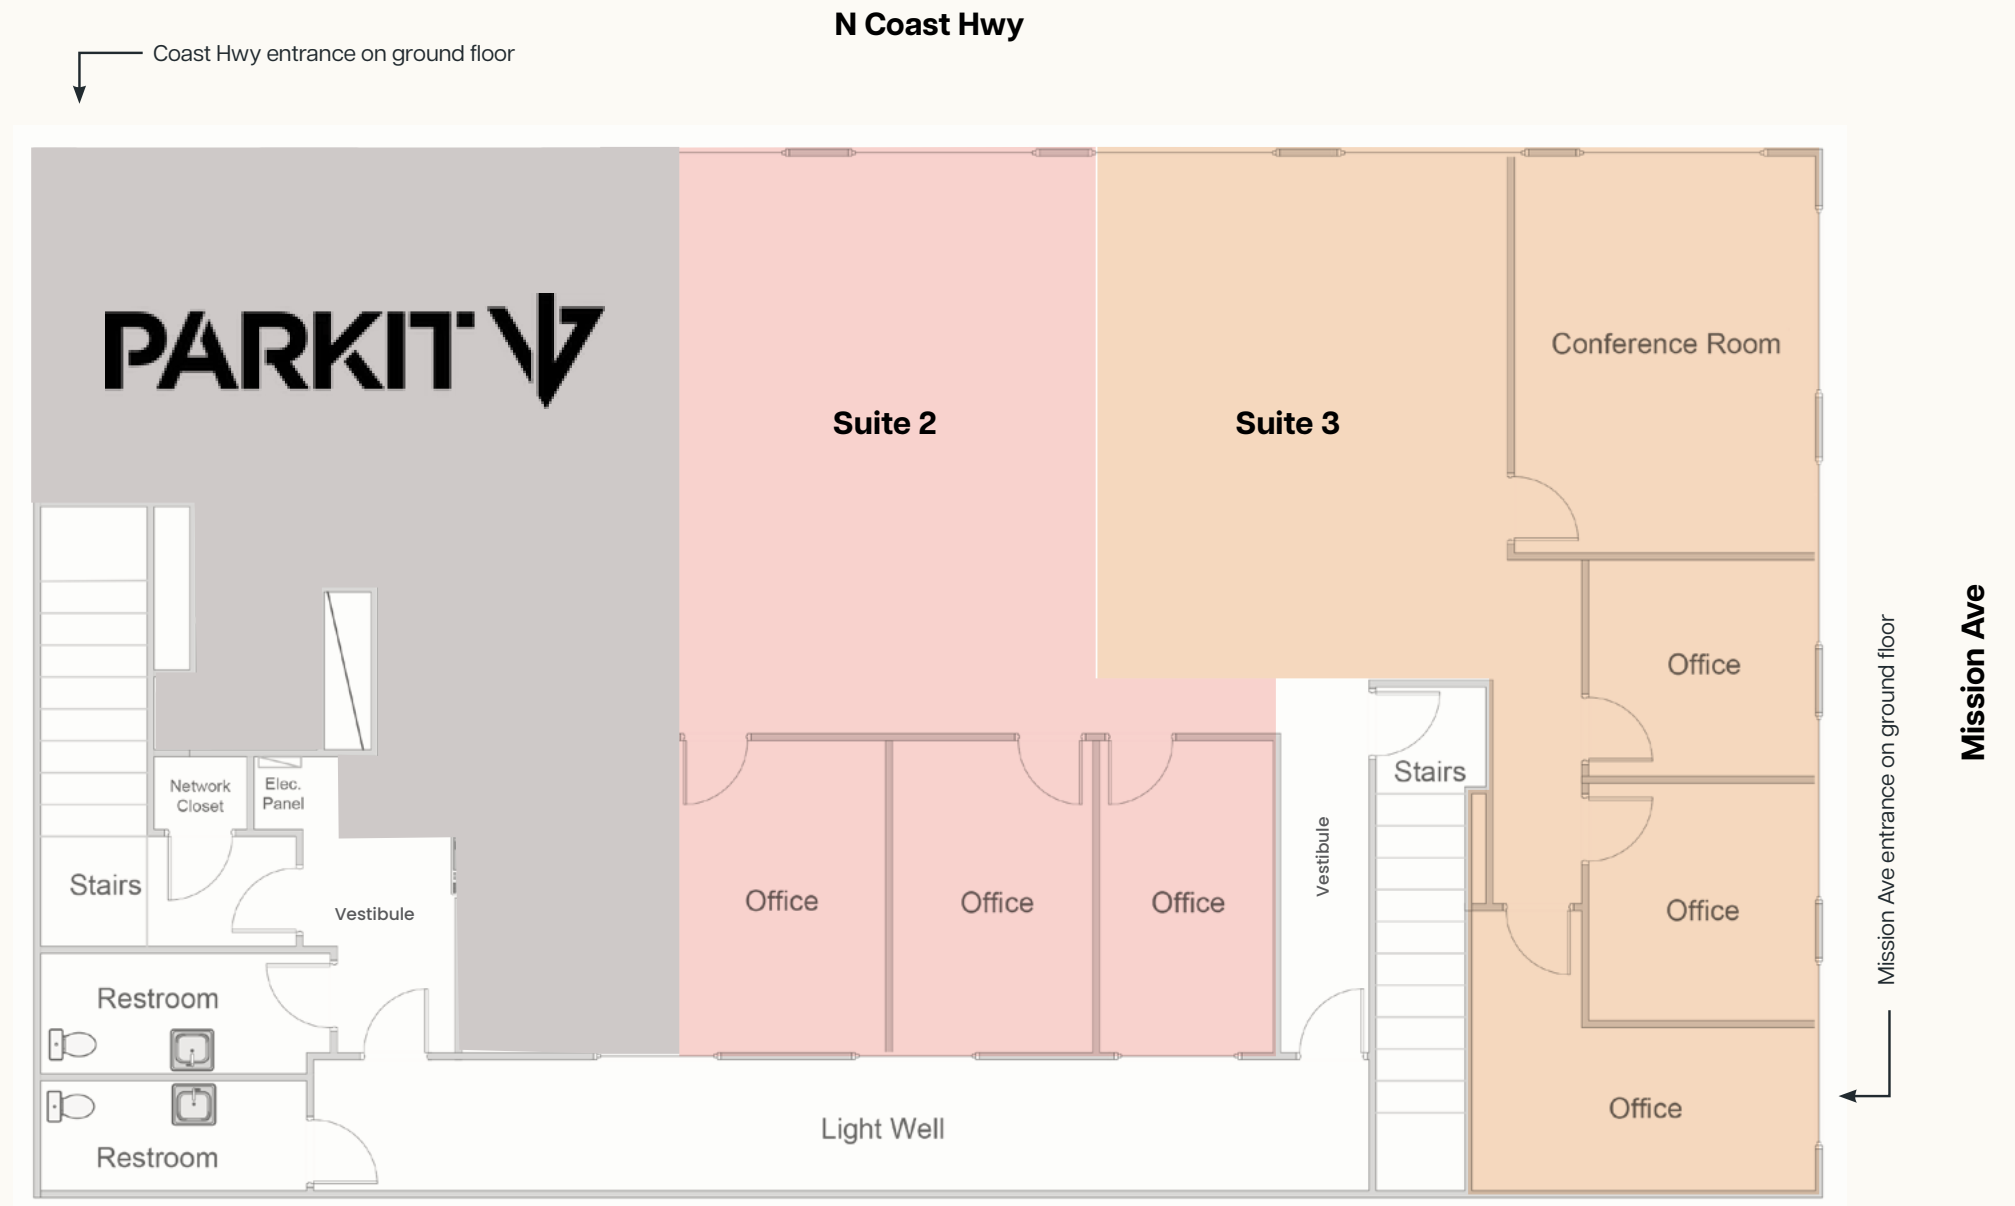 N Coast Hwy
Coast Hwy entrance on ground floor
PARKIT
Conference Room
Suite 2
Suite 3
Office
Mission Ave
Mission Ave entrance on ground floor
Network
Closet
Elec.
Panel
Stairs
Stairs
Vestibule
Vestibule
Office
Office
Office
Office
Restroom
Restroom
Light Well
Office